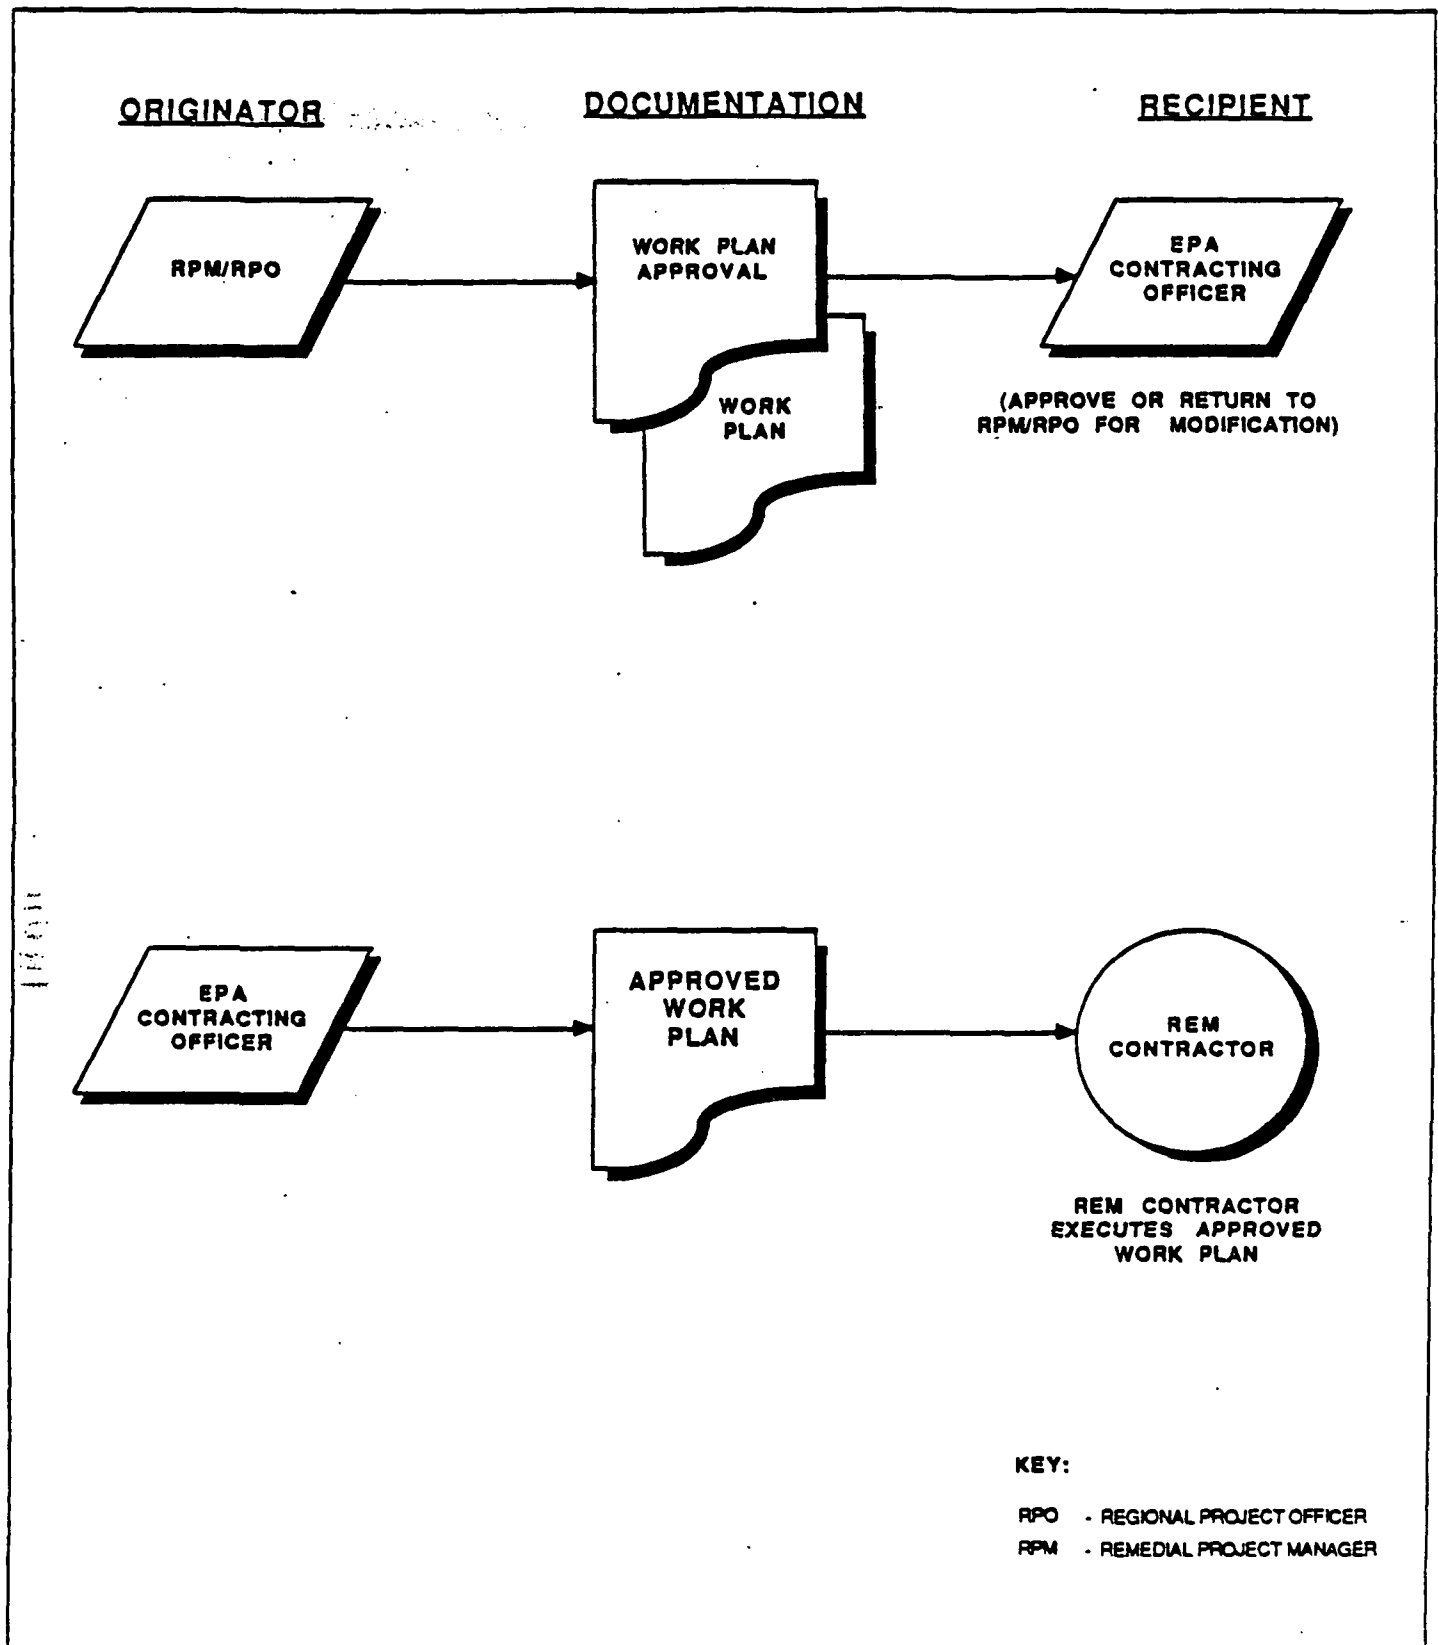 ORIGINATOR
DOCUMENTATION
RECIPIENT
RPM/RPO
WORK PLAN
APPROVAL
WORK
PLAN
EPA
CONTRACTING
OFFICER
(APPROVE OR RETURN TO
RPM/RPO FOR MODIFICATION)
EPA
CONTRACTING
OFFICER
APPROVED
WORK
PLAN
REM
CONTRACTOR
REM CONTRACTOR
EXECUTES APPROVED
WORK PLAN
KEY:
RPO - REGIONAL PROJECT OFFICER
RPM - REMEDIAL PROJECT MANAGER